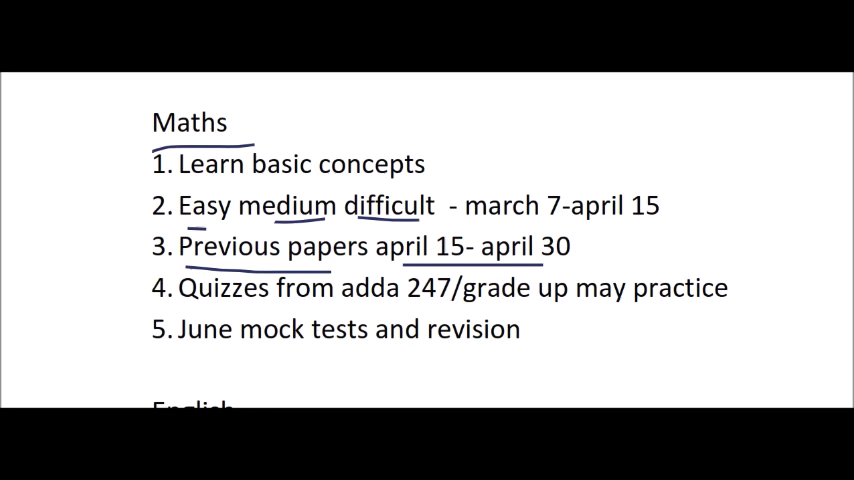 Maths
1. Learn basic concepts
2. Easy medium difficult - march 7-april 15
3. Previous papers april 15- april 30
4. Quizzes from adda 247/grade up may practice
5. June mock tests and revision
English